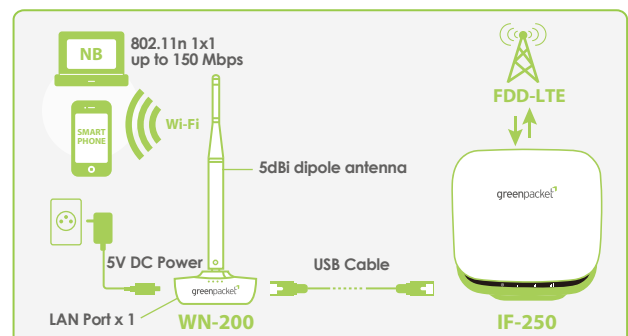 NB
802.11n 1x1
up to 150 Mbps
SMART
PHONE
Wi-Fi
FDD-LTE
5dBi dipole antenna
greenpacket
5V DC Power
USB Cable
greenpacket
LAN Port x 1
WN-200
IF-250